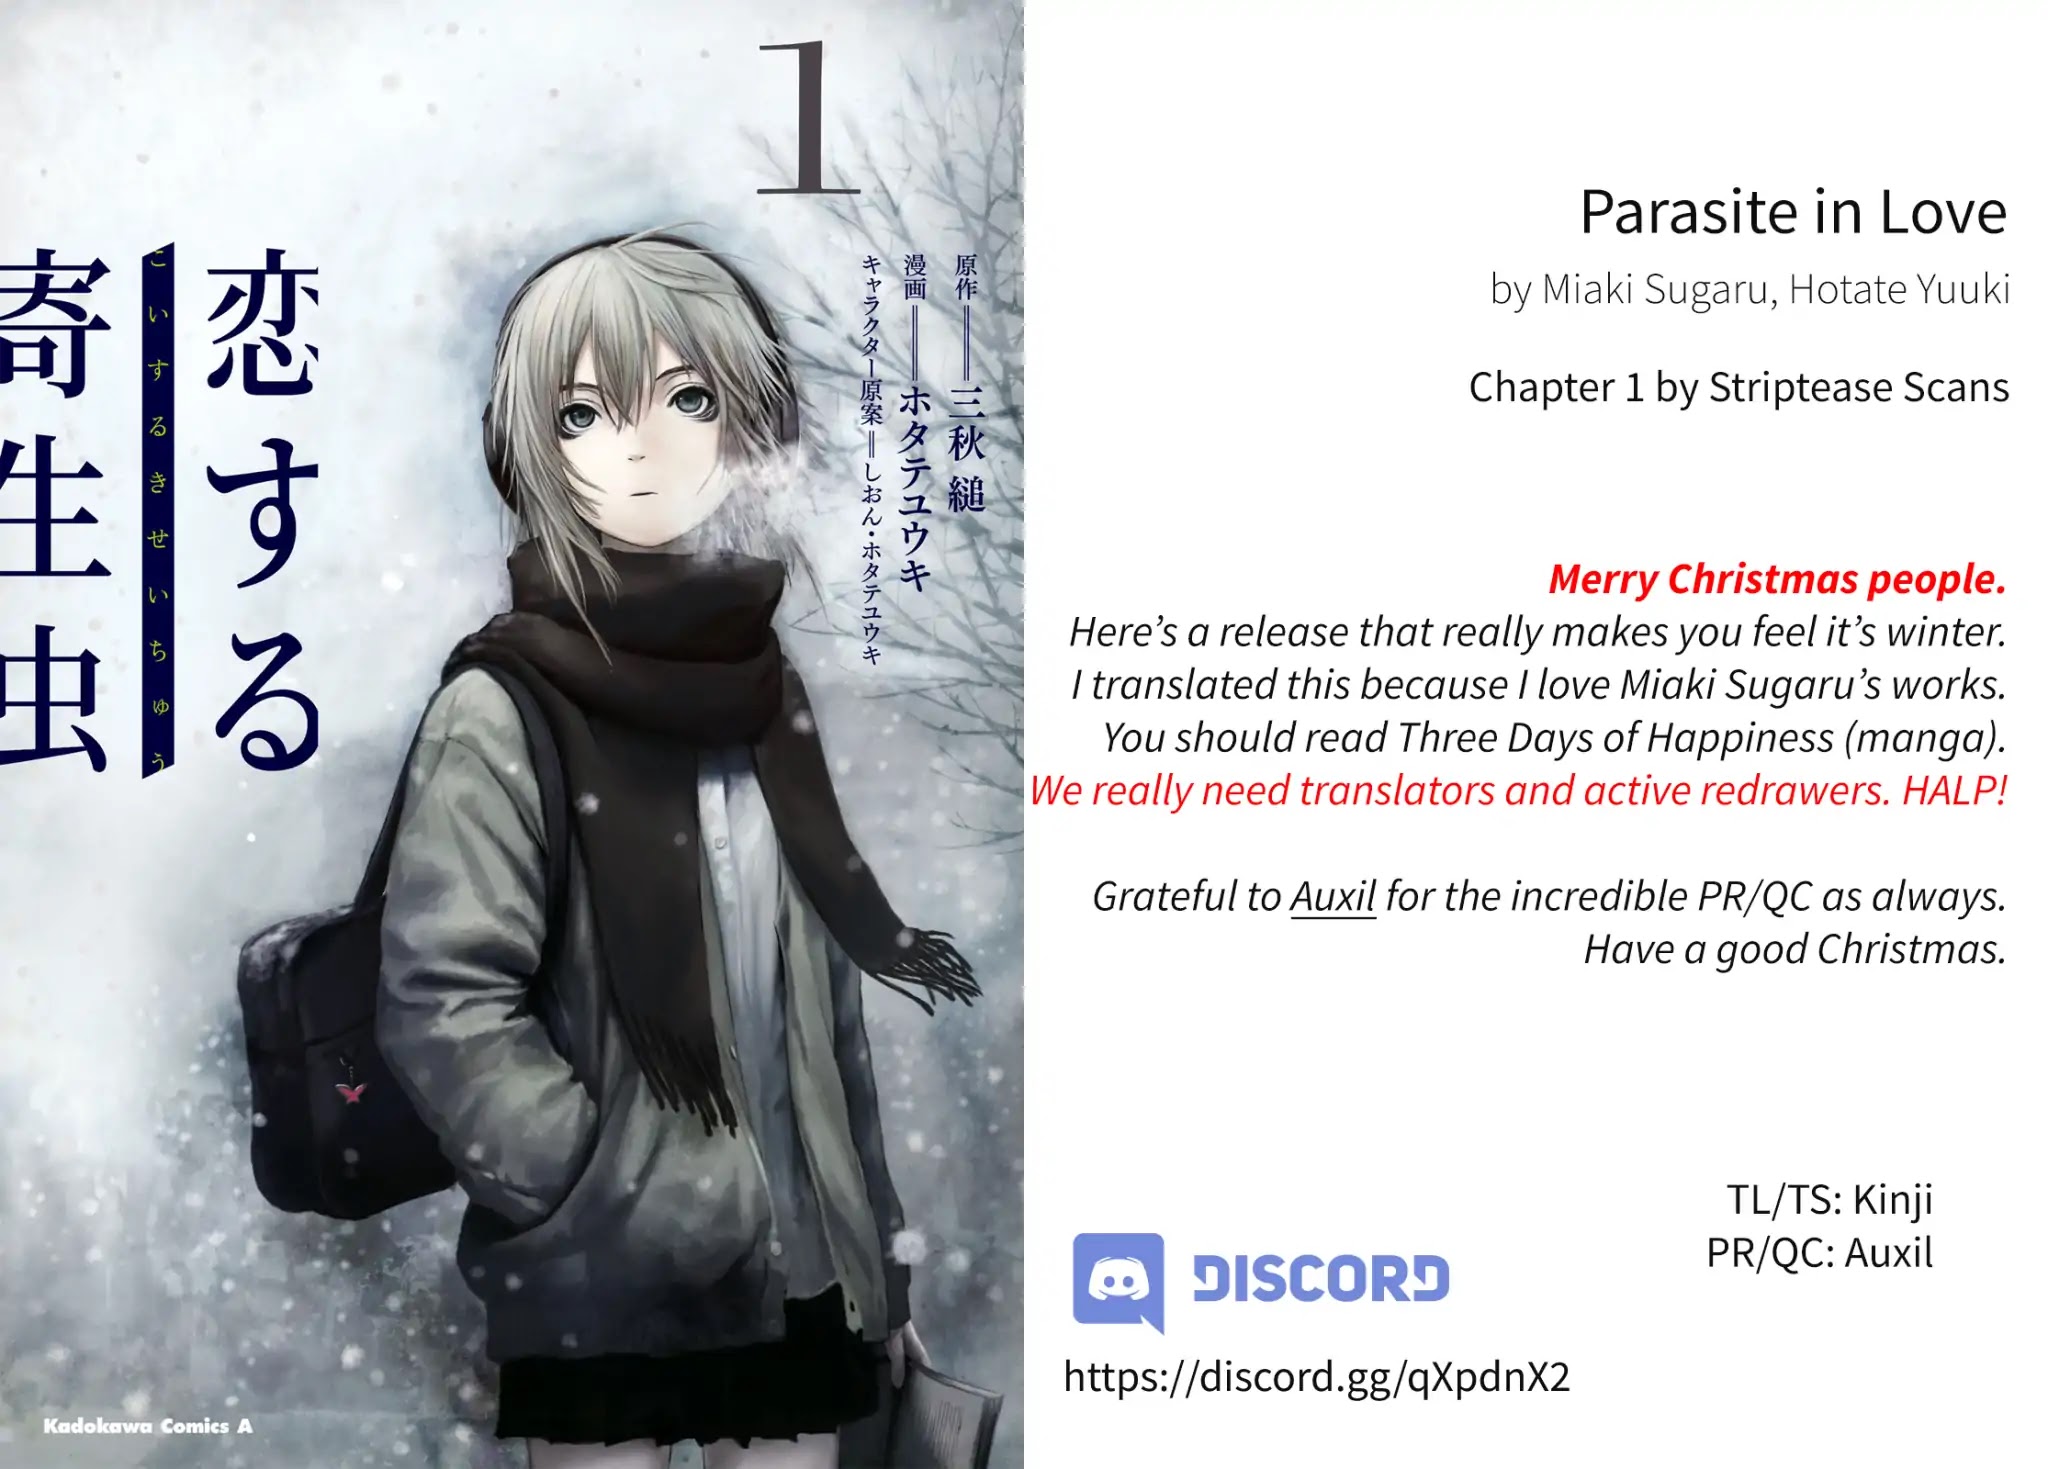 1
恋する
寄生虫
こいするきせいちゅう
原作 三秋 縋
漫画 ホタテユウキ
キャラクター原案 しおん・ホタテユウキ
Kadokawa Comics A
Parasite in Love
by Miaki Sugaru, Hotate Yuuki
Chapter 1 by Striptease Scans
Merry Christmas people.
Here's a release that really makes you feel it's winter.
I translated this because I love Miaki Sugaru's works.
You should read Three Days of Happiness (manga).
We really need translators and active redrawers. HALP!
Grateful to Auxil for the incredible PR/QC as always.
Have a good Christmas.
TL/TS: Kinji
PR/QC: Auxil
DISCORD
https://discord.gg/qXpdnX2